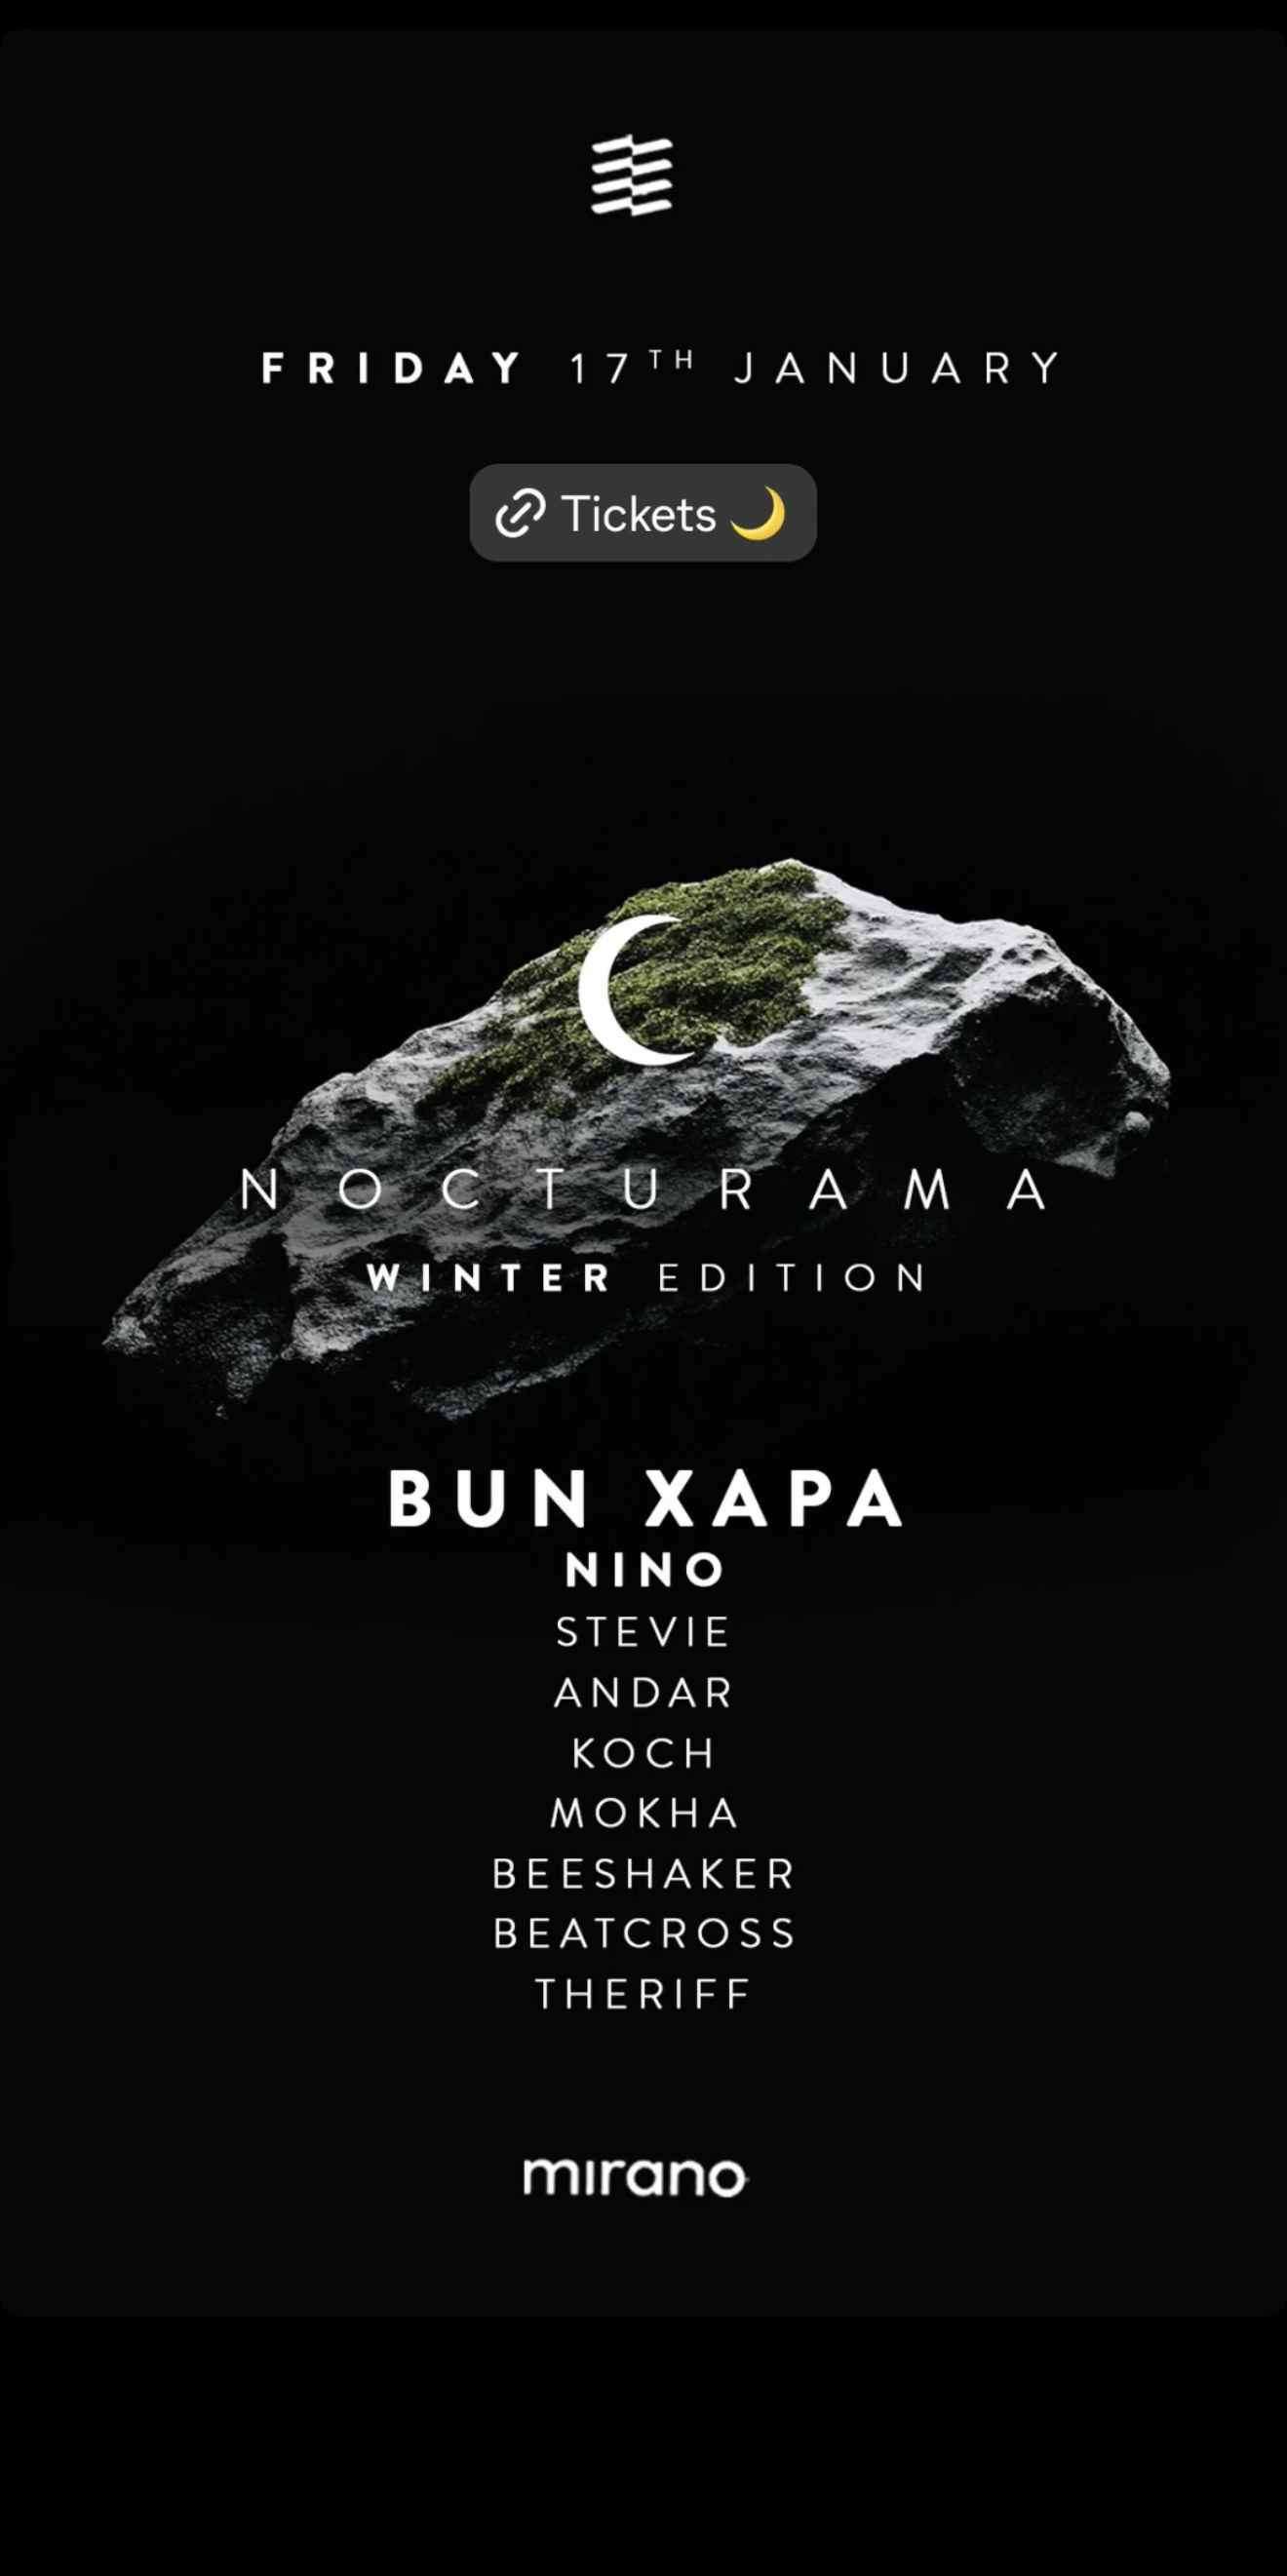 FRIDAY 17TH JANUARY
Tickets 🌙
NOCTURAMA
WINTER EDITION
BUN XAPA
NINO
STEVIE
ANDAR
KOCH
MOKHA
BEESHAKER
BEATCROSS
THERIFF
mirano